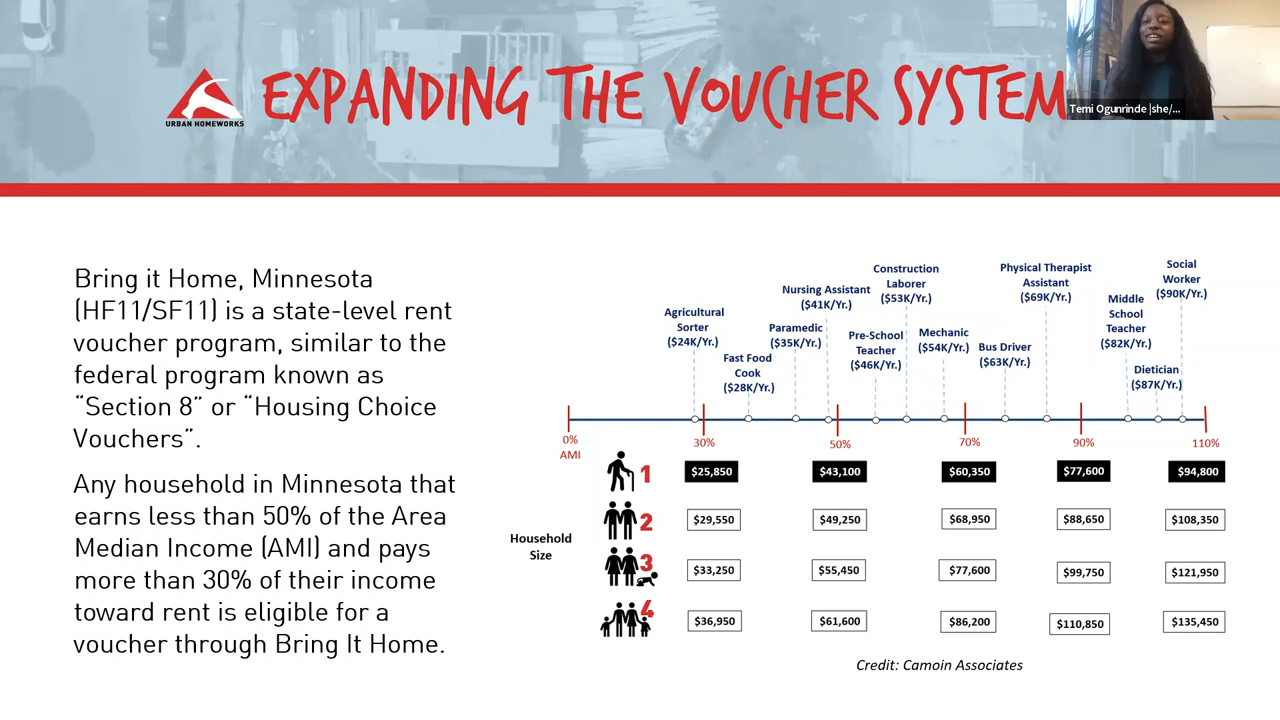 EXPANDING THE VOUCHER SYSTEM
URBAN HOMEWORKS
Temi Ogunrinde |she/...
Bring it Home, Minnesota
(HF11/SF11) is a state-level rent
voucher program, similar to the
federal program known as
“Section 8” or “Housing Choice
Vouchers”.
Any household in Minnesota that
earns less than 50% of the Area
Median Income (AMI) and pays
more than 30% of their income
toward rent is eligible for a
voucher through Bring It Home.
Agricultural
Sorter
($24K/Yr.)
Fast Food
Cook
($28K/Yr.)
Paramedic
($35K/Yr.)
Nursing Assistant
($41K/Yr.)
Pre-School
Teacher
($46K/Yr.)
Construction
Laborer
($53K/Yr.)
Mechanic
($54K/Yr.)
Bus Driver
($63K/Yr.)
Physical Therapist
Assistant
($69K/Yr.)
Middle
School
Teacher
($82K/Yr.)
Dietician
($87K/Yr.)
Social
Worker
($90K/Yr.)
0% 30% 50% 70% 90% 110%
AMI
1 $25,850 $43,100 $60,350 $77,600 $94,800
2 $29,550 $49,250 $68,950 $88,650 $108,350
Household
Size
3 $33,250 $55,450 $77,600 $99,750 $121,950
4 $36,950 $61,600 $86,200 $110,850 $135,450
Credit: Camoin Associates